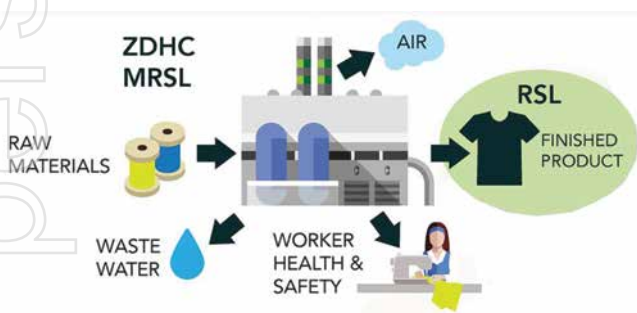 ZDHC
MRSL
AIR
RSL
RAW
MATERIALS
FINISHED
PRODUCT
WASTE
WATER
WORKER
HEALTH &
SAFETY